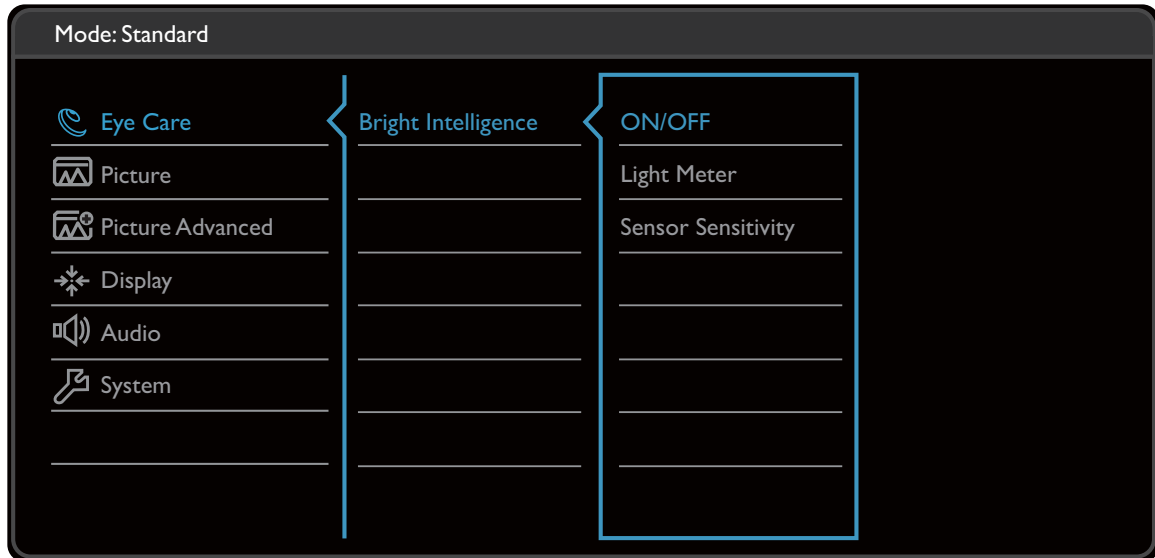 Mode: Standard
Eye Care
Bright Intelligence
ON/OFF
Picture
Light Meter
Picture Advanced
Sensor Sensitivity
Display
Audio
System